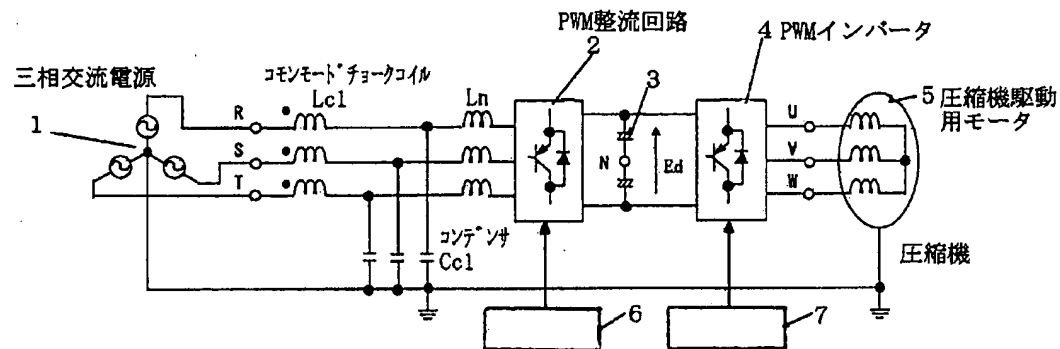 PWM整流回路
2
4 PWMインバータ
三相交流電源
1
コモンモードチョークコイル
Lc1
Ln
3
5 圧縮機駆動
用モータ
R
S
T
N
Ed
U
V
W
コンデンサ
Cc1
圧縮機
6
7